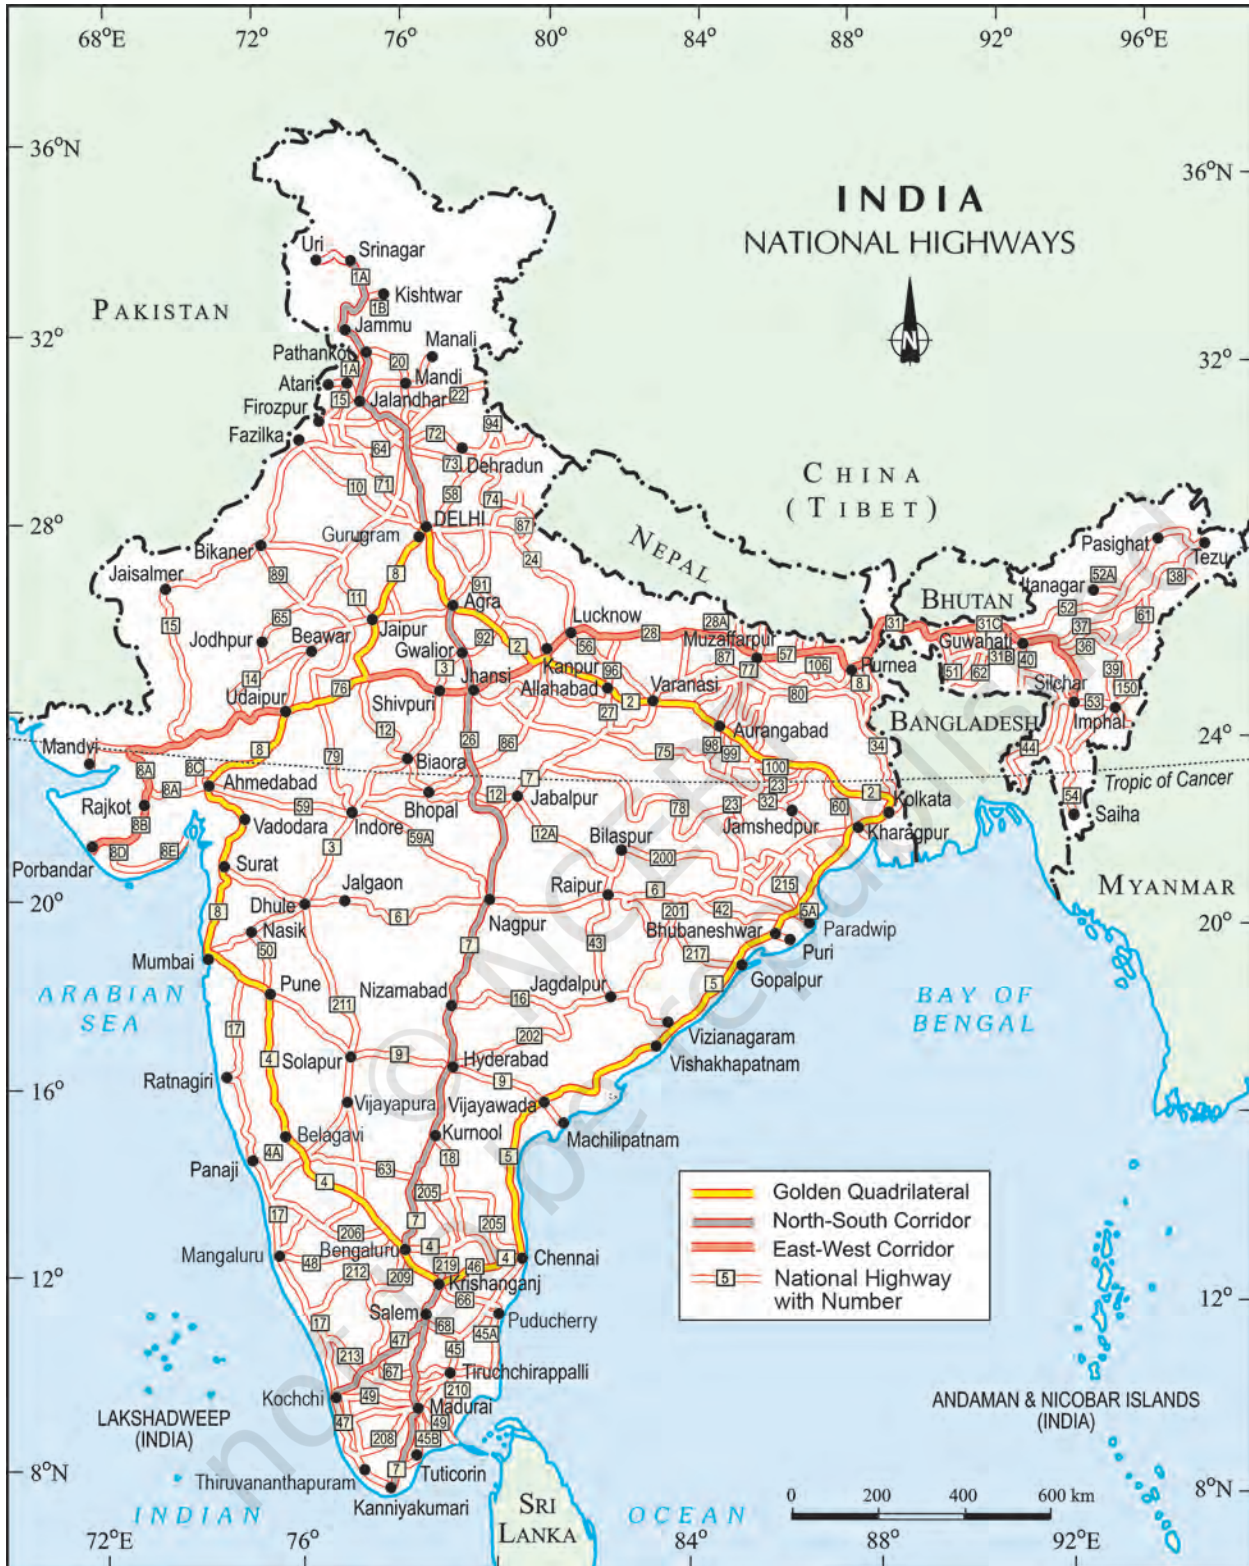 68°E 72° 76° 80° 84° 88° 92° 96°E
36°N
36°N
INDIA
NATIONAL HIGHWAYS
N
Uri
Srinagar
1A
Kishtwar
1B
PAKISTAN
Jammu
32°
32°
Manali
Pathankot
20
1A
Atari
Mandi
22
15
Jalandhar
Firozpur
94
72
Fazilka
64
73
Dehradun
CHINA
(TIBET)
10
71
58
74
28°
28°
DELHI
87
Gurugram
NEPAL
Pasighat
Tezu
Bikaner
24
Jaisalmer
89
8
91
52A
38
Itanagar
BHUTAN
11
Agra
52
61
15
65
Lucknow
28A
31
31C
37
Jodhpur
Beawar
Jaipur
92
2
56
28
Muzaffarpur
57
Guwahati
36
Gwalior
Kanpur
96
87
77
106
Purnea
31B
40
39
14
76
3
Jhansi
Allahabad
Varanasi
8
51
62
Silchar
150
Udaipur
Shivpuri
2
27
80
53
Imphal
12
26
86
Aurangabad
BANGLADESH
24°
24°
Mandvi
8
79
75
98
99
34
44
Biaora
100
Tropic of Cancer
8A
8C
Ahmedabad
7
23
2
Kolkata
8A
Bhopal
12
Jabalpur
78
23
32
60
54
Saiha
Rajkot
59
Indore
Jamshedpur
Kharagpur
8B
Vadodara
59A
12A
Bilaspur
8D
8E
3
200
Porbandar
Surat
MYANMAR
Jalgaon
Raipur
6
215
20°
20°
8
Dhule
6
Nagpur
201
42
5A
Paradwip
Nasik
Bhubaneshwar
Puri
50
7
43
217
Mumbai
Gopalpur
ARABIAN
SEA
Pune
Nizamabad
Jagdalpur
5
BAY OF
BENGAL
211
16
17
202
Vizianagaram
4
Solapur
9
Hyderabad
Vishakhapatnam
Ratnagiri
9
16°
16°
Vijayapura
Vijayawada
Belagavi
Kurnool
Machilipatnam
4A
63
18
5
Panaji
4
205
Golden Quadrilateral
North-South Corridor
East-West Corridor
5
National Highway
with Number
17
206
7
205
Mangaluru
Bengaluru
4
4
Chennai
48
212
209
219
46
12°
12°
Krishanganj
66
Salem
Puducherry
17
68
47
45A
213
45
67
Tiruchchirappalli
Kochchi
49
210
Madurai
47
49
208
45B
LAKSHADWEEP
(INDIA)
ANDAMAN & NICOBAR ISLANDS
(INDIA)
8°N
8°N
Thiruvananthapuram
7
Tuticorin
Kanniyakumari
SRI
LANKA
INDIAN OCEAN
0 200 400 600 km
72°E 76° 84° 88° 92°E
© NCERT
not to be republished